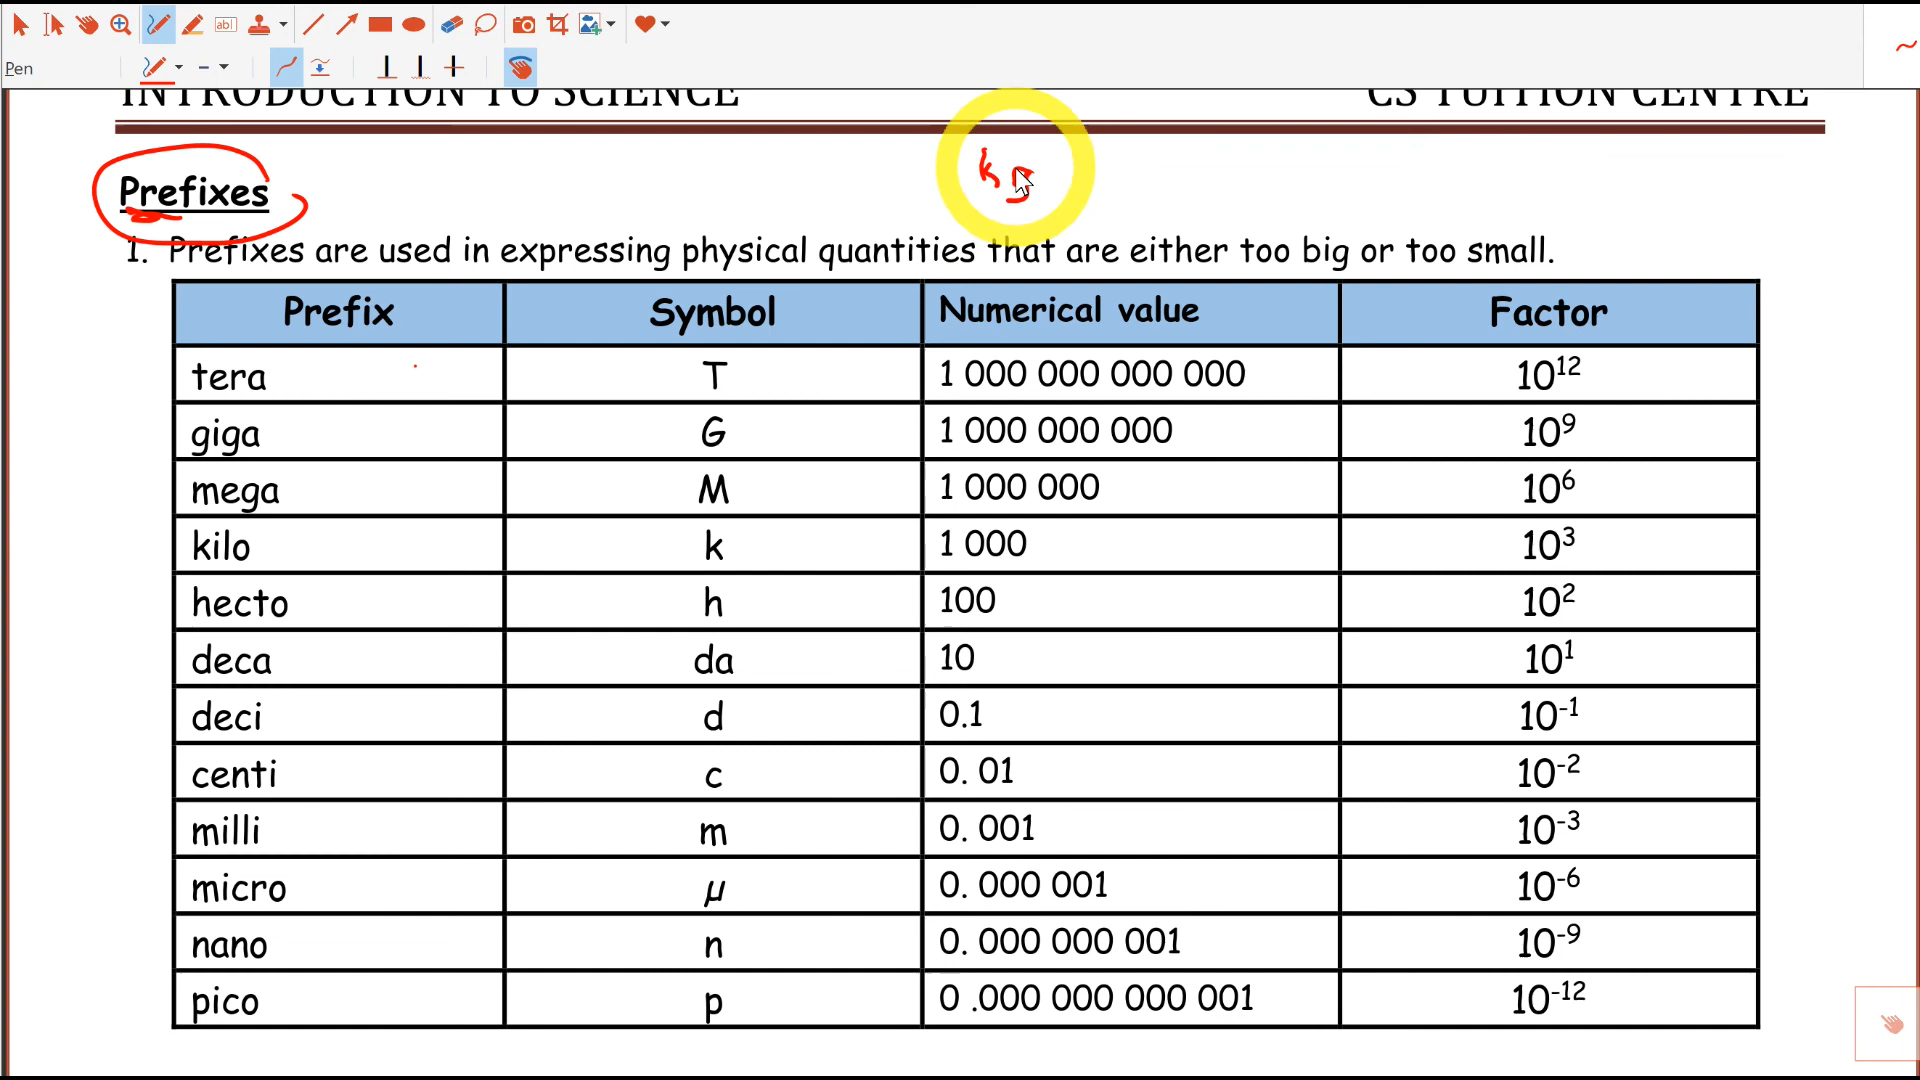 Pen
INTRODUCTION TO SCIENCE CS TUITION CENTRE
kg
Prefixes
1. Prefixes are used in expressing physical quantities that are either too big or too small.
Prefix Symbol Numerical value Factor
tera T 1 000 000 000 000 10¹²
giga G 1 000 000 000 10⁹
mega M 1 000 000 10⁶
kilo k 1 000 10³
hecto h 100 10²
deca da 10 10¹
deci d 0.1 10⁻¹
centi c 0. 01 10⁻²
milli m 0. 001 10⁻³
micro µ 0. 000 001 10⁻⁶
nano n 0. 000 000 001 10⁻⁹
pico p 0 .000 000 000 001 10⁻¹²